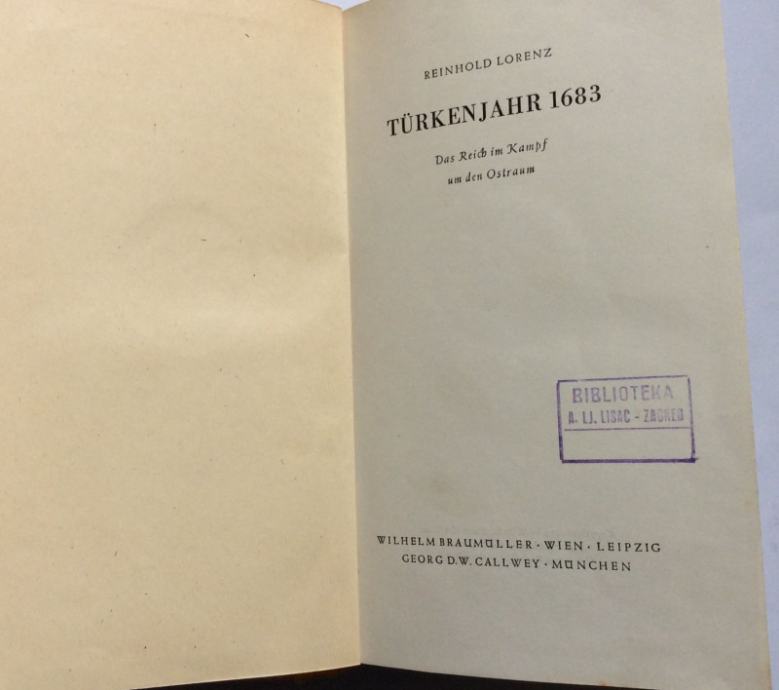 REINHOLD LORENZ
TÜRKENJAHR 1683
Das Reich im Kampf
um den Ostraum
BIBLIOTEKA
A. LJ. LISAC - ZAGREB
WILHELM BRAUMÜLLER · WIEN · LEIPZIG
GEORG D.W. CALLWEY · MÜNCHEN